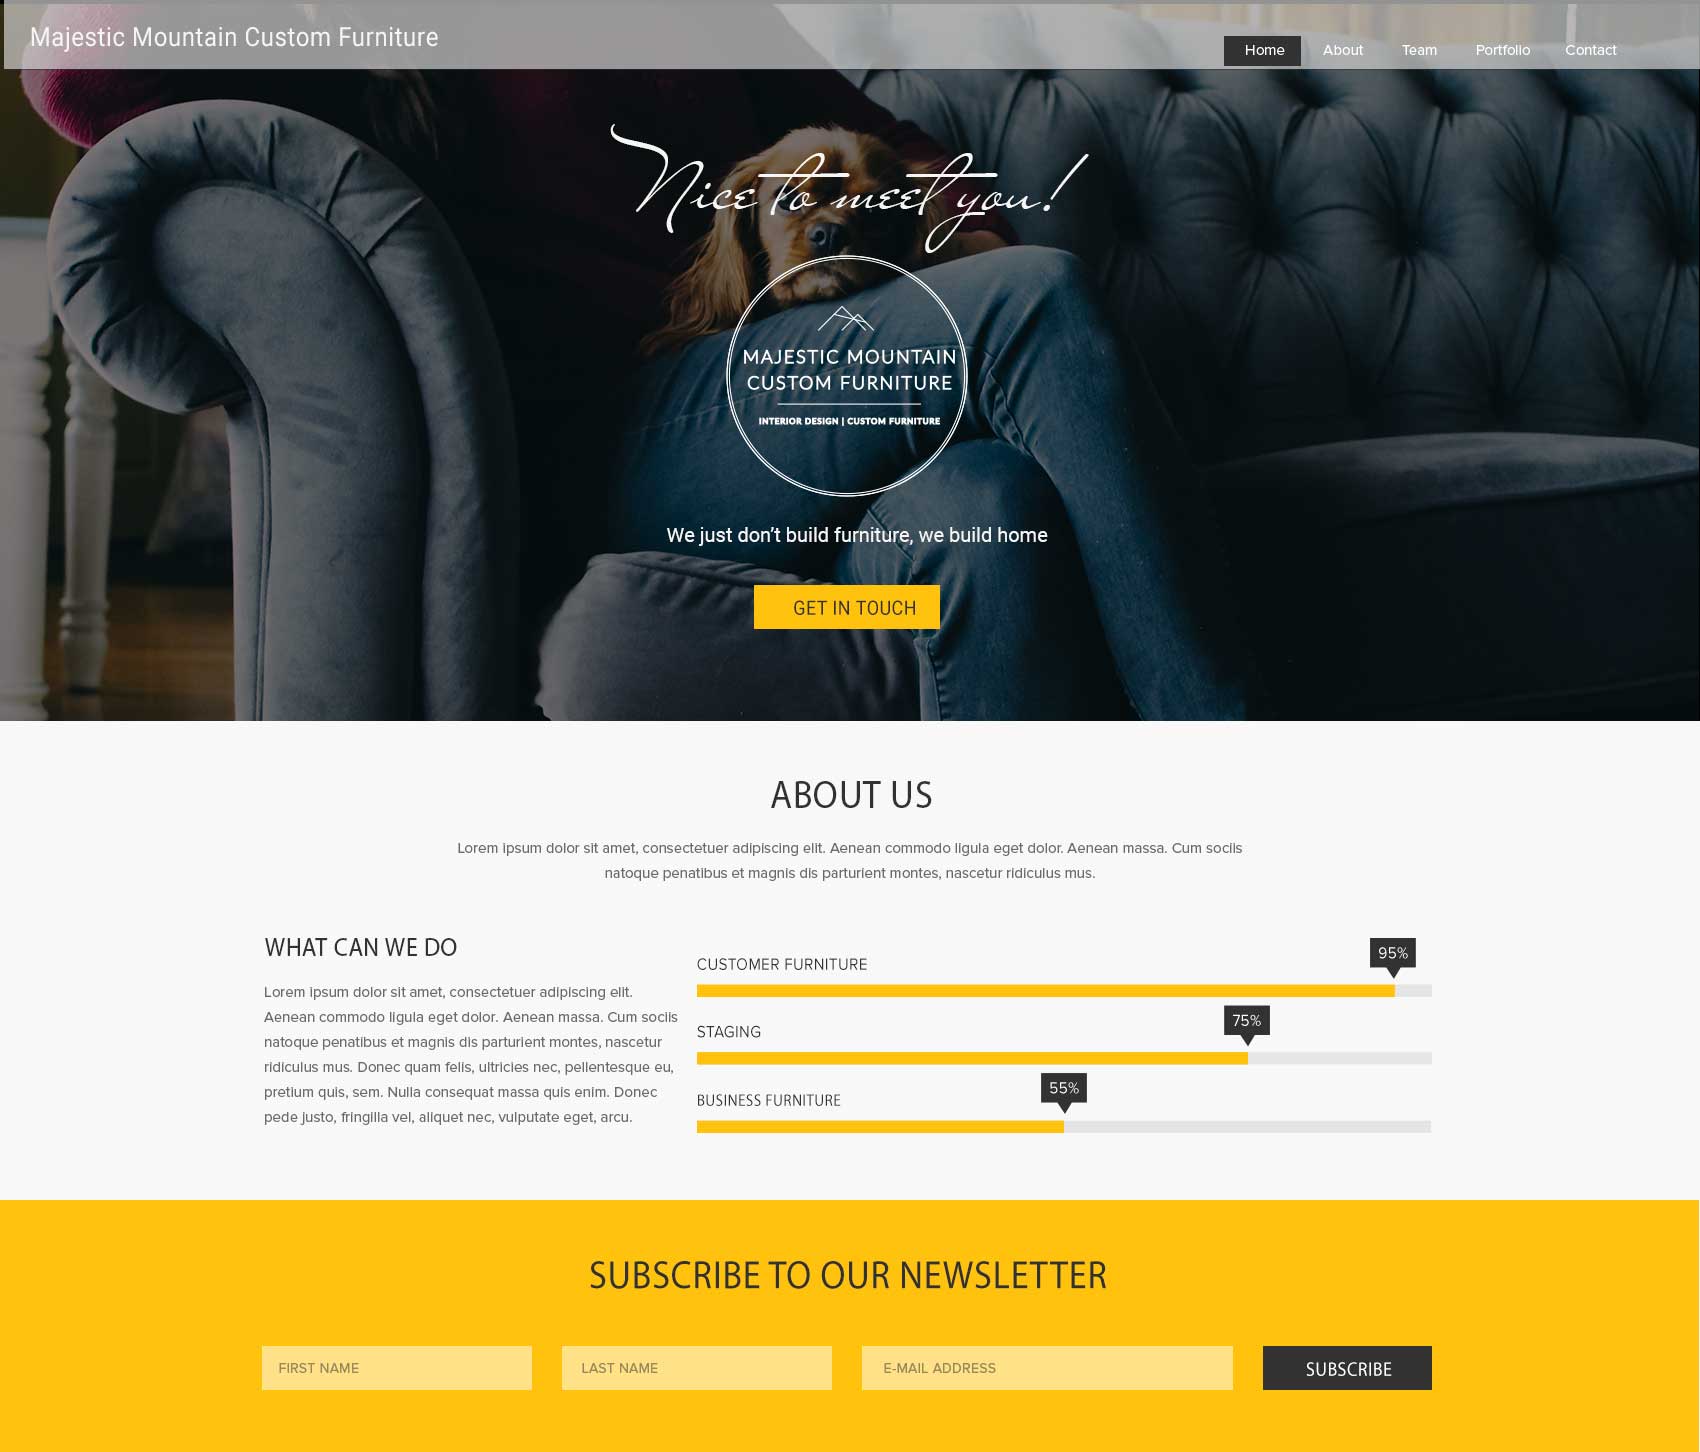 Majestic Mountain Custom Furniture
Home About Team Portfolio Contact
Nice to meet you!
MAJESTIC MOUNTAIN
CUSTOM FURNITURE
INTERIOR DESIGN | CUSTOM FURNITURE
We just don't build furniture, we build home
GET IN TOUCH
ABOUT US
Lorem ipsum dolor sit amet, consectetuer adipiscing elit. Aenean commodo ligula eget dolor. Aenean massa. Cum sociis
natoque penatibus et magnis dis parturient montes, nascetur ridiculus mus.
WHAT CAN WE DO
Lorem ipsum dolor sit amet, consectetuer adipiscing elit.
Aenean commodo ligula eget dolor. Aenean massa. Cum sociis
natoque penatibus et magnis dis parturient montes, nascetur
ridiculus mus. Donec quam felis, ultricies nec, pellentesque eu,
pretium quis, sem. Nulla consequat massa quis enim. Donec
pede justo, fringilla vel, aliquet nec, vulputate eget, arcu.
CUSTOMER FURNITURE 95%
STAGING 75%
BUSINESS FURNITURE 55%
SUBSCRIBE TO OUR NEWSLETTER
FIRST NAME LAST NAME E-MAIL ADDRESS SUBSCRIBE